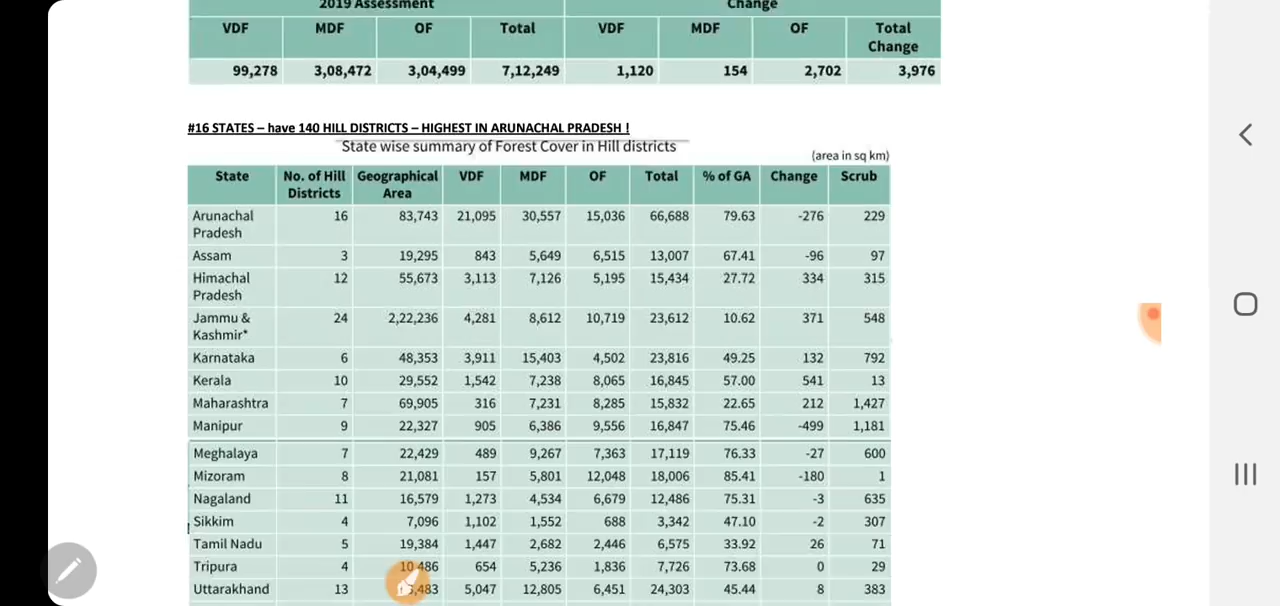 2019 Assessment Change
VDF MDF OF Total VDF MDF OF Total Change
99,278 3,08,472 3,04,499 7,12,249 1,120 154 2,702 3,976
#16 STATES – have 140 HILL DISTRICTS – HIGHEST IN ARUNACHAL PRADESH !
State wise summary of Forest Cover in Hill districts
(area in sq km)
State No. of Hill Districts Geographical Area VDF MDF OF Total % of GA Change Scrub
Arunachal Pradesh 16 83,743 21,095 30,557 15,036 66,688 79.63 -276 229
Assam 3 19,295 843 5,649 6,515 13,007 67.41 -96 97
Himachal Pradesh 12 55,673 3,113 7,126 5,195 15,434 27.72 334 315
Jammu & Kashmir* 24 2,22,236 4,281 8,612 10,719 23,612 10.62 371 548
Karnataka 6 48,353 3,911 15,403 4,502 23,816 49.25 132 792
Kerala 10 29,552 1,542 7,238 8,065 16,845 57.00 541 13
Maharashtra 7 69,905 316 7,231 8,285 15,832 22.65 212 1,427
Manipur 9 22,327 905 6,386 9,556 16,847 75.46 -499 1,181
Meghalaya 7 22,429 489 9,267 7,363 17,119 76.33 -27 600
Mizoram 8 21,081 157 5,801 12,048 18,006 85.41 -180 1
Nagaland 11 16,579 1,273 4,534 6,679 12,486 75.31 -3 635
Sikkim 4 7,096 1,102 1,552 688 3,342 47.10 -2 307
Tamil Nadu 5 19,384 1,447 2,682 2,446 6,575 33.92 26 71
Tripura 4 10,486 654 5,236 1,836 7,726 73.68 0 29
Uttarakhand 13 5,047 12,805 6,451 24,303 45.44 8 383